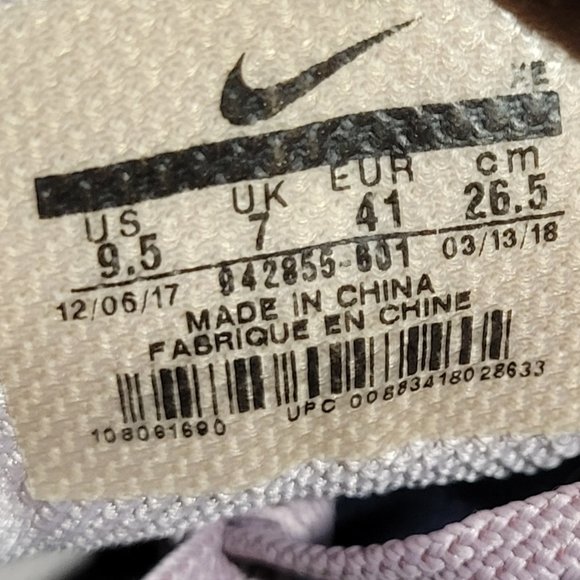 XE
US UK EUR cm
9.5 7 41 26.5
12/06/17 942855-601 03/13/18
MADE IN CHINA
FABRIQUE EN CHINE
UPC 00883418028633
108061690